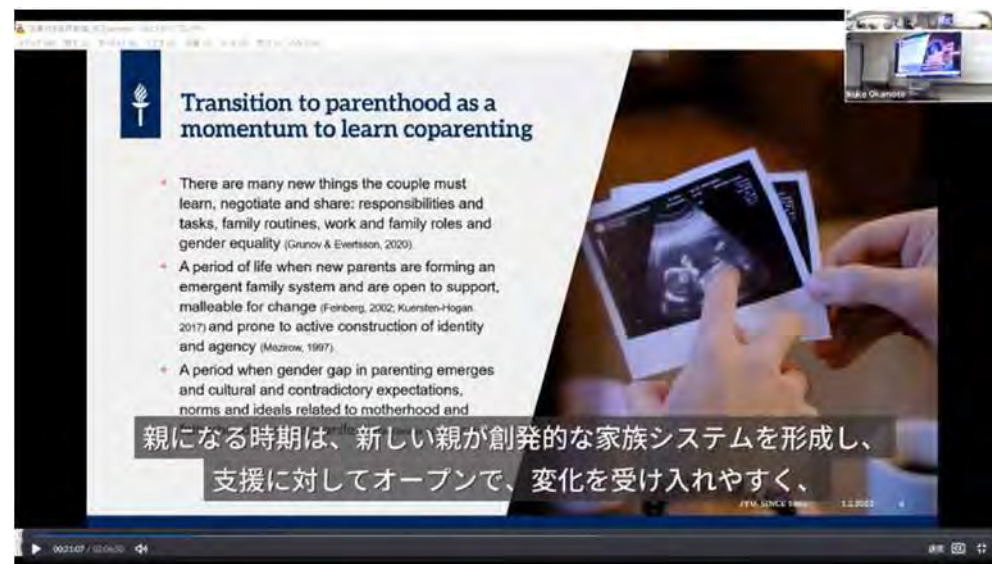 Transition to parenthood as a
momentum to learn coparenting
There are many new things the couple must
learn, negotiate and share: responsibilities and
tasks, family routines, work and family roles and
gender equality (Grunov & Evertsson, 2020)
A period of life when new parents are forming an
emergent family system and are open to support,
malleable for change (Feinberg, 2002; Kuersten-Hogan
2017) and prone to active construction of identity
and agency (Mezirow, 1997)
A period when gender gap in parenting emerges
and cultural and contradictory expectations,
norms and ideals related to motherhood and
親になる時期は、新しい親が創発的な家族システムを形成し、
支援に対してオープンで、変化を受け入れやすく、
JYU SINCE
Okamoto
00:21:07